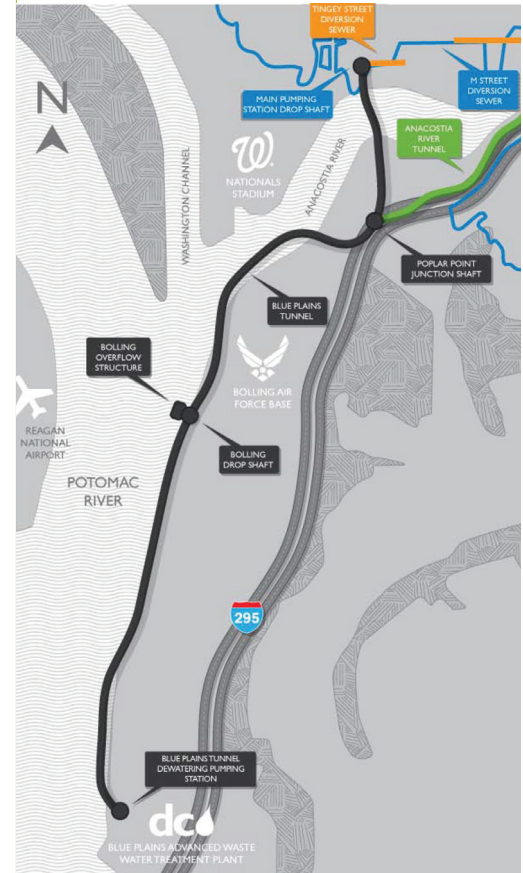 TINGEY STREET
DIVERSION
SEWER
MAIN PUMPING
STATION DROP SHAFT
M STREET
DIVERSION
SEWER
N
ANACOSTIA
RIVER
TUNNEL
WASHINGTON CHANNEL
W
NATIONALS
STADIUM
ANACOSTIA RIVER
POPLAR POINT
JUNCTION SHAFT
BLUE PLAINS
TUNNEL
BOLLING
OVERFLOW
STRUCTURE
BOLLING AIR
FORCE BASE
REAGAN
NATIONAL
AIRPORT
BOLLING
DROP SHAFT
POTOMAC
RIVER
295
BLUE PLAINS TUNNEL
DEWATERING PUMPING
STATION
dc
BLUE PLAINS ADVANCED WASTE
WATER TREATMENT PLANT